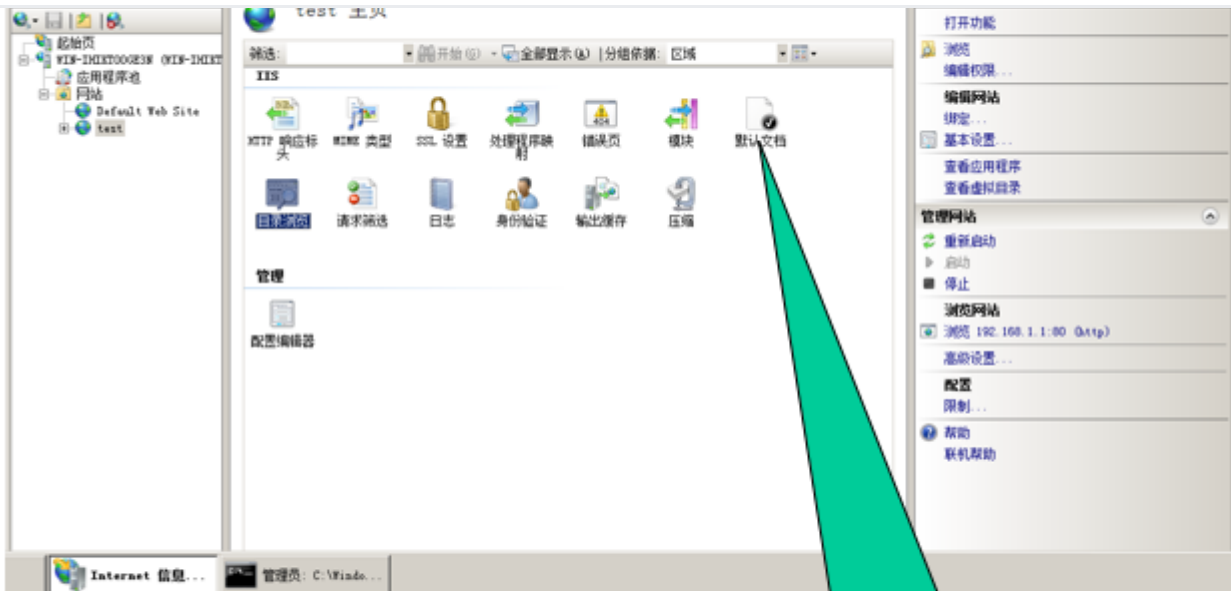 test 主页
起始页
应用程序池
网站
Default Web Site
test
筛选:
开始(G)
全部显示(A)
分组依据:
区域
IIS
HTTP 响应标头
MIME 类型
SSL 设置
处理程序映射
404
错误页
模块
默认文档
目录浏览
请求筛选
日志
身份验证
输出缓存
压缩
管理
配置编辑器
打开功能
浏览
编辑权限...
编辑网站
绑定...
基本设置...
查看应用程序
查看虚拟目录
管理网站
重新启动
启动
停止
浏览网站
浏览 192.168.1.1:80 (http)
高级设置...
配置
限制...
帮助
联机帮助
Internet 信息...
管理员: C:\Windo...